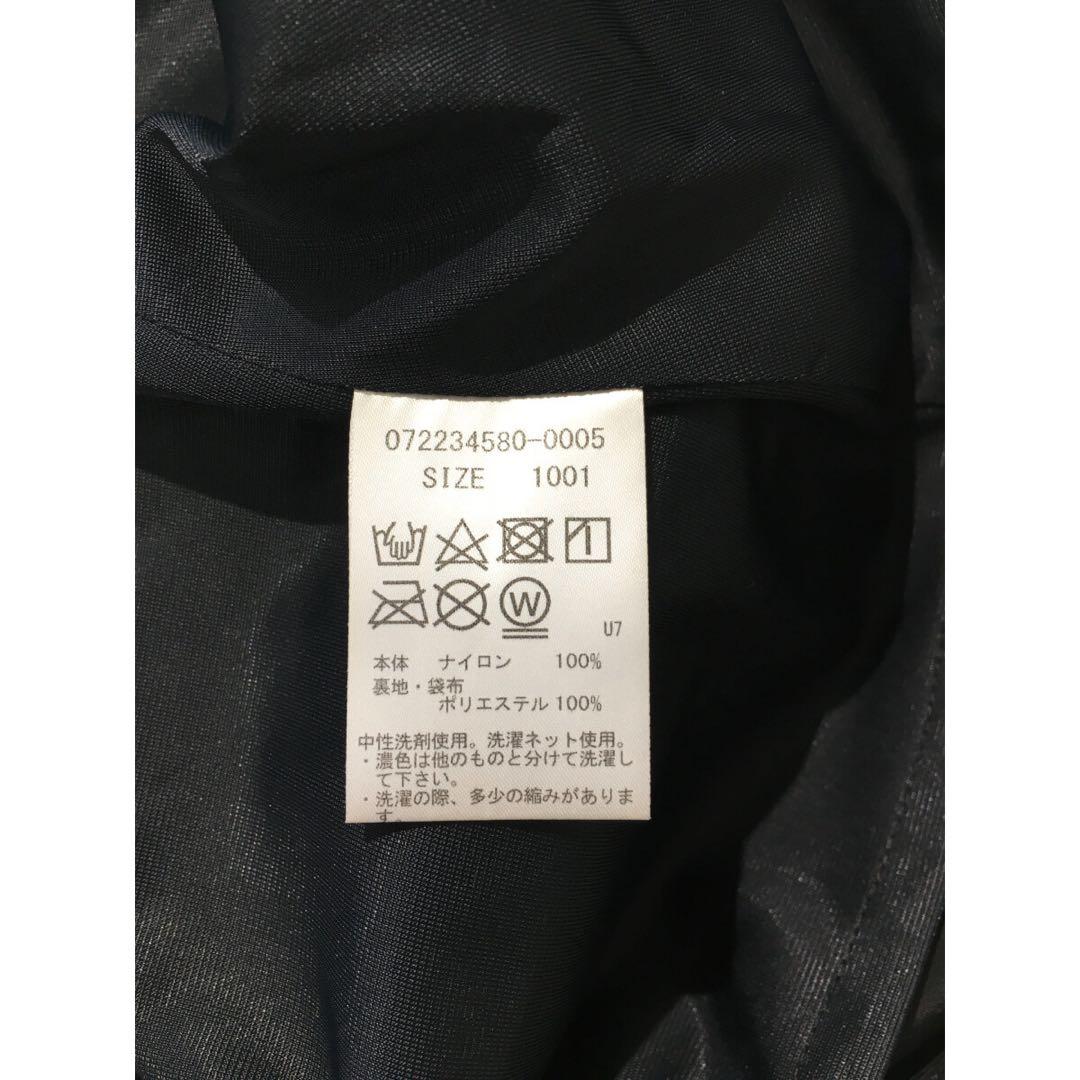 072234580-0005
SIZE 1001
W
U7
本体 ナイロン 100%
裏地・袋布
ポリエステル 100%
中性洗剤使用。洗濯ネット使用。
・濃色は他のものと分けて洗濯し
て下さい。
・洗濯の際、多少の縮みがありま
す。